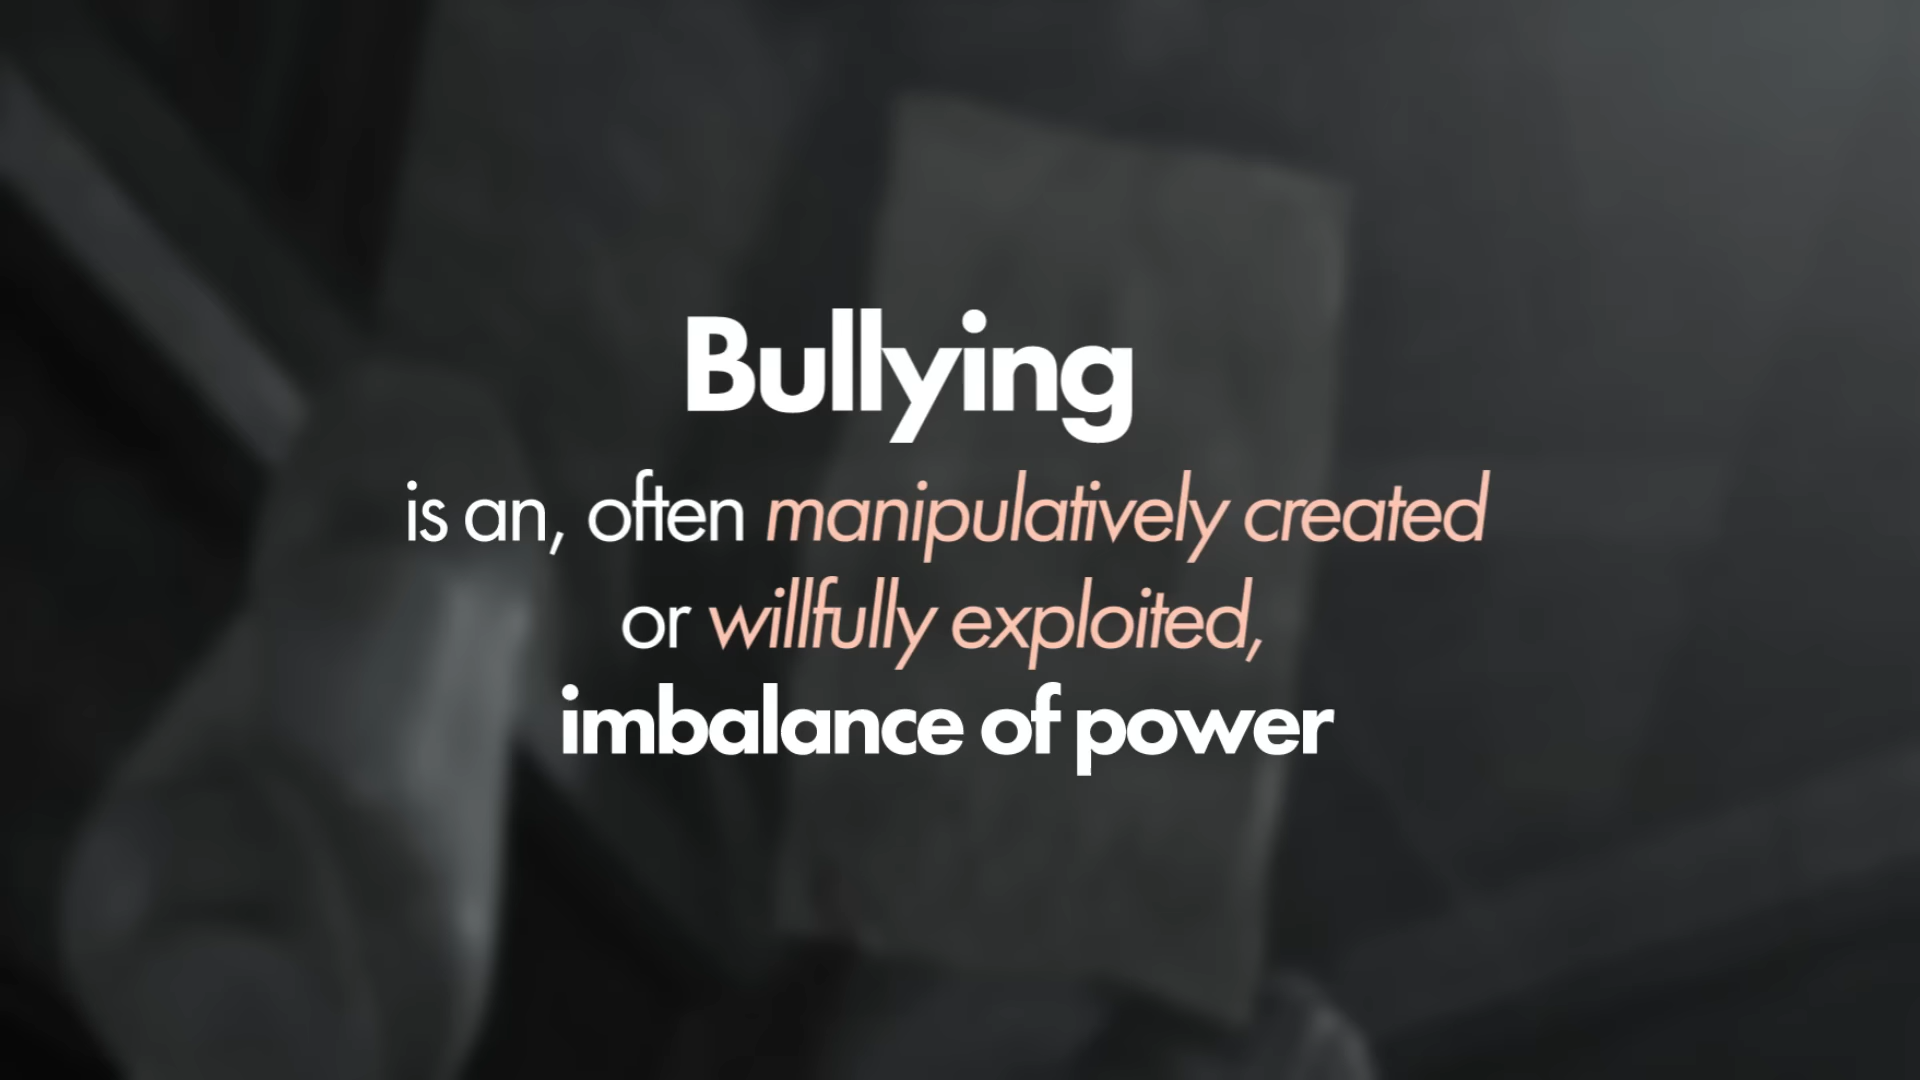 Bullying
is an, often manipulatively created
or willfully exploited,
imbalance of power